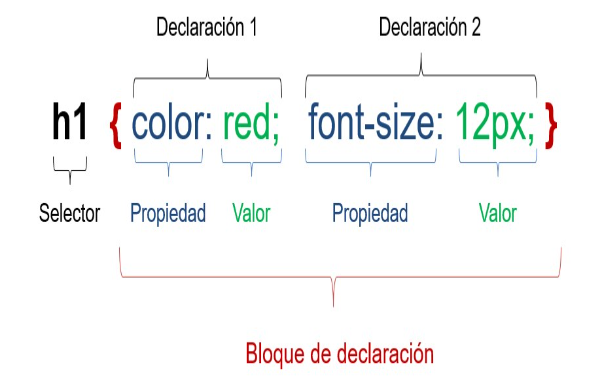 Declaración 1 Declaración 2
h1 { color: red; font-size: 12px; }
Selector Propiedad Valor Propiedad Valor
Bloque de declaración